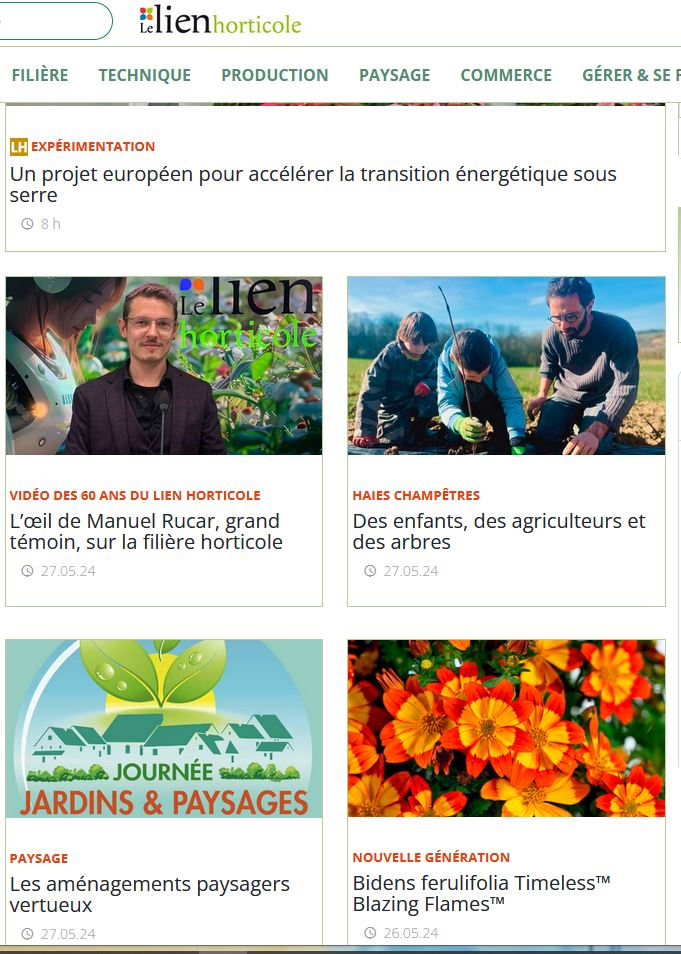 Le lien horticole
FILIÈRE TECHNIQUE PRODUCTION PAYSAGE COMMERCE GÉRER & SE F
LH EXPÉRIMENTATION
Un projet européen pour accélérer la transition énergétique sous
serre
8 h
Le lien
horticole
VIDÉO DES 60 ANS DU LIEN HORTICOLE
L’œil de Manuel Rucar, grand
témoin, sur la filière horticole
27.05.24
HAIES CHAMPÊTRES
Des enfants, des agriculteurs et
des arbres
27.05.24
JOURNÉE
JARDINS & PAYSAGES
PAYSAGE
Les aménagements paysagers
vertueux
27.05.24
NOUVELLE GÉNÉRATION
Bidens ferulifolia Timeless™
Blazing Flames™
26.05.24